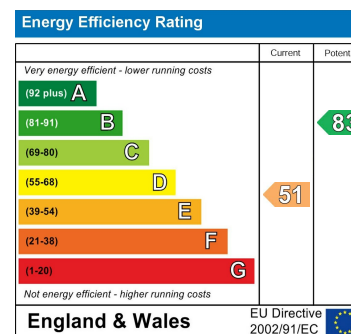 Energy Efficiency Rating
Current Potent
Very energy efficient - lower running costs
(92 plus) A
(81-91) B
83
(69-80) C
(55-68) D
51
(39-54) E
(21-38) F
(1-20) G
Not energy efficient - higher running costs
England & Wales
EU Directive
2002/91/EC